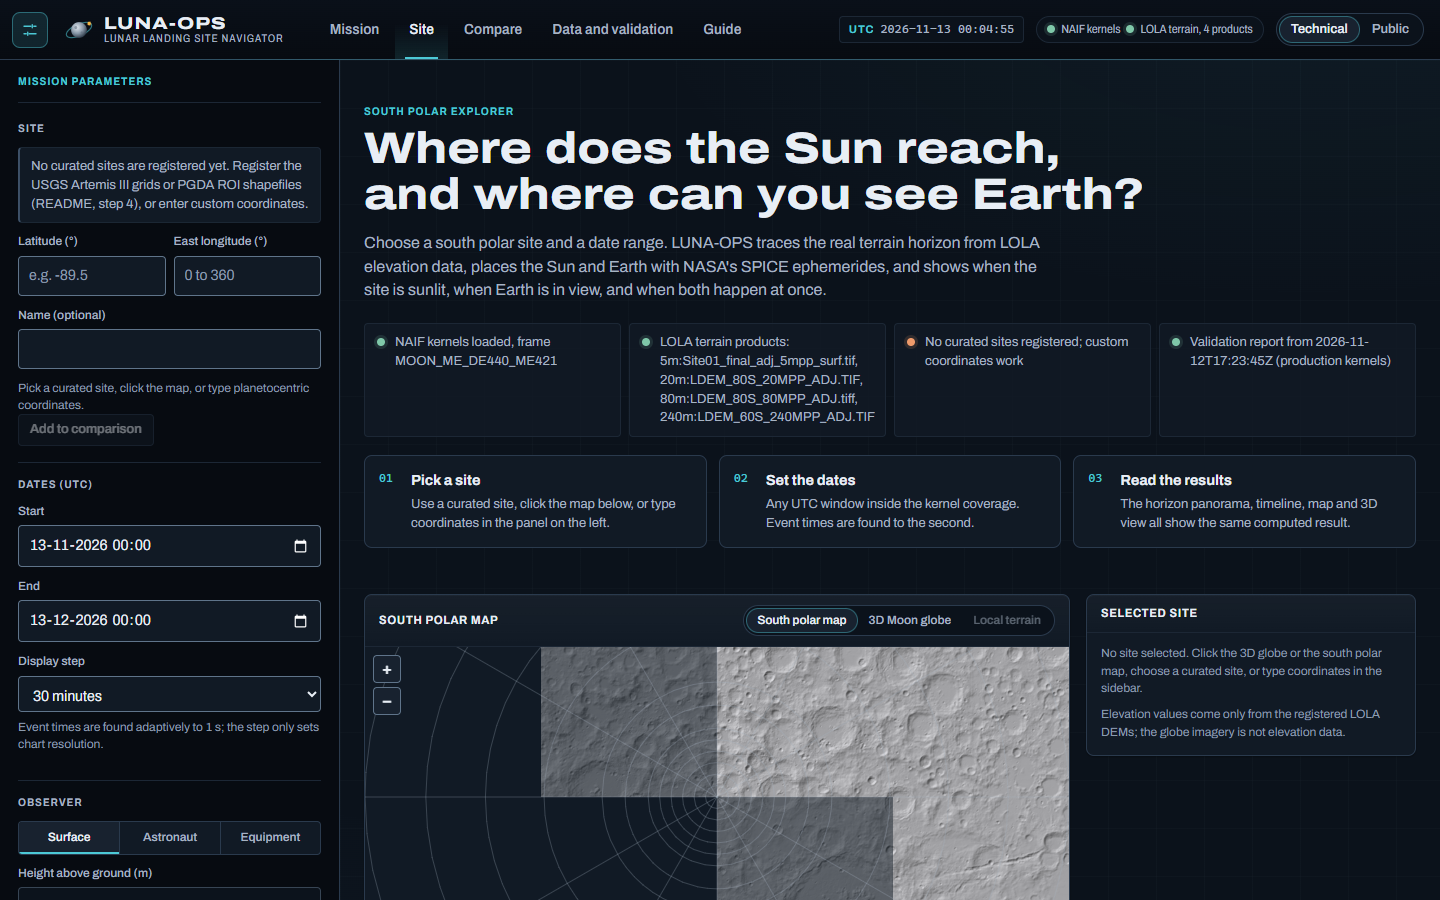 LUNA-OPS
LUNAR LANDING SITE NAVIGATOR
Mission
Site
Compare
Data and validation
Guide
UTC 2026-11-13 00:04:55
NAIF kernels
LOLA terrain, 4 products
Technical
Public
MISSION PARAMETERS
SITE
No curated sites are registered yet. Register the
USGS Artemis III grids or PGDA ROI shapefiles
(README, step 4), or enter custom coordinates.
Latitude (°)
East longitude (°)
e.g. -89.5
0 to 360
Name (optional)
Pick a curated site, click the map, or type planetocentric
coordinates.
Add to comparison
DATES (UTC)
Start
13-11-2026 00:00
End
13-12-2026 00:00
Display step
30 minutes
Event times are found adaptively to 1 s; the step only sets
chart resolution.
OBSERVER
Surface
Astronaut
Equipment
Height above ground (m)
SOUTH POLAR EXPLORER
Where does the Sun reach,
and where can you see Earth?
Choose a south polar site and a date range. LUNA-OPS traces the real terrain horizon from LOLA
elevation data, places the Sun and Earth with NASA's SPICE ephemerides, and shows when the
site is sunlit, when Earth is in view, and when both happen at once.
NAIF kernels loaded, frame
MOON_ME_DE440_ME421
LOLA terrain products:
5m:Site01_final_adj_5mpp_surf.tif,
20m:LDEM_80S_20MPP_ADJ.TIF,
80m:LDEM_80S_80MPP_ADJ.tiff,
240m:LDEM_60S_240MPP_ADJ.TIF
No curated sites registered; custom
coordinates work
Validation report from 2026-11-
12T17:23:45Z (production kernels)
01
Pick a site
Use a curated site, click the map below, or type
coordinates in the panel on the left.
02
Set the dates
Any UTC window inside the kernel coverage.
Event times are found to the second.
03
Read the results
The horizon panorama, timeline, map and 3D
view all show the same computed result.
SOUTH POLAR MAP
South polar map
3D Moon globe
Local terrain
+
−
SELECTED SITE
No site selected. Click the 3D globe or the south polar
map, choose a curated site, or type coordinates in the
sidebar.
Elevation values come only from the registered LOLA
DEMs; the globe imagery is not elevation data.